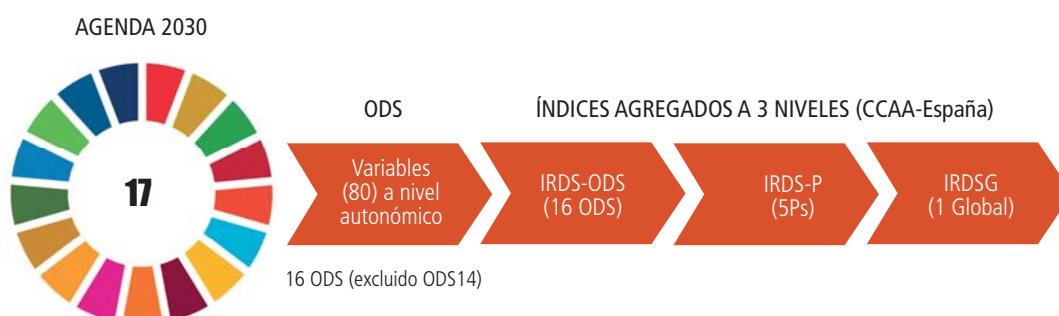 AGENDA 2030
17
ODS
ÍNDICES AGREGADOS A 3 NIVELES (CCAA-España)
Variables
(80) a nivel
autonómico
IRDS-ODS
(16 ODS)
IRDS-P
(5Ps)
IRDSG
(1 Global)
16 ODS (excluido ODS14)